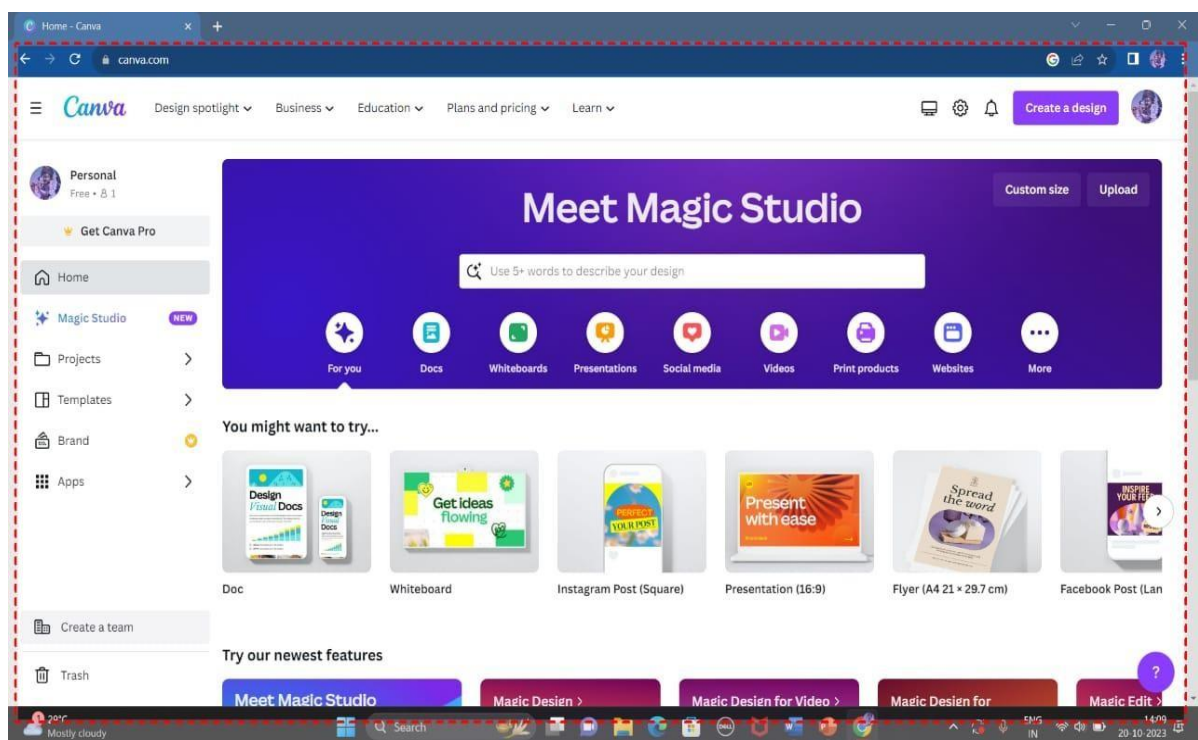 Home - Canva
canva.com
Canva Design spotlight Business Education Plans and pricing Learn Create a design
Personal
Free • 1
Get Canva Pro
Home
Magic Studio NEW
Projects
Templates
Brand
Apps
Create a team
Trash
Meet Magic Studio
Custom size Upload
Use 5+ words to describe your design
For you Docs Whiteboards Presentations Social media Videos Print products Websites More
You might want to try...
Design
Visual Docs
Design
Visual
Docs
Get ideas
flowing
PERFECT
YOUR POST
Present
with ease
Spread
the word
INSPIRE
YOUR FEED
Doc Whiteboard Instagram Post (Square) Presentation (16:9) Flyer (A4 21 × 29.7 cm) Facebook Post (Lan
Try our newest features
Meet Magic Studio Magic Design > Magic Design for Video > Magic Design for Magic Edit >
?
29°C
Mostly cloudy
Search
DELL
ENG
IN
14:09
20-10-2023